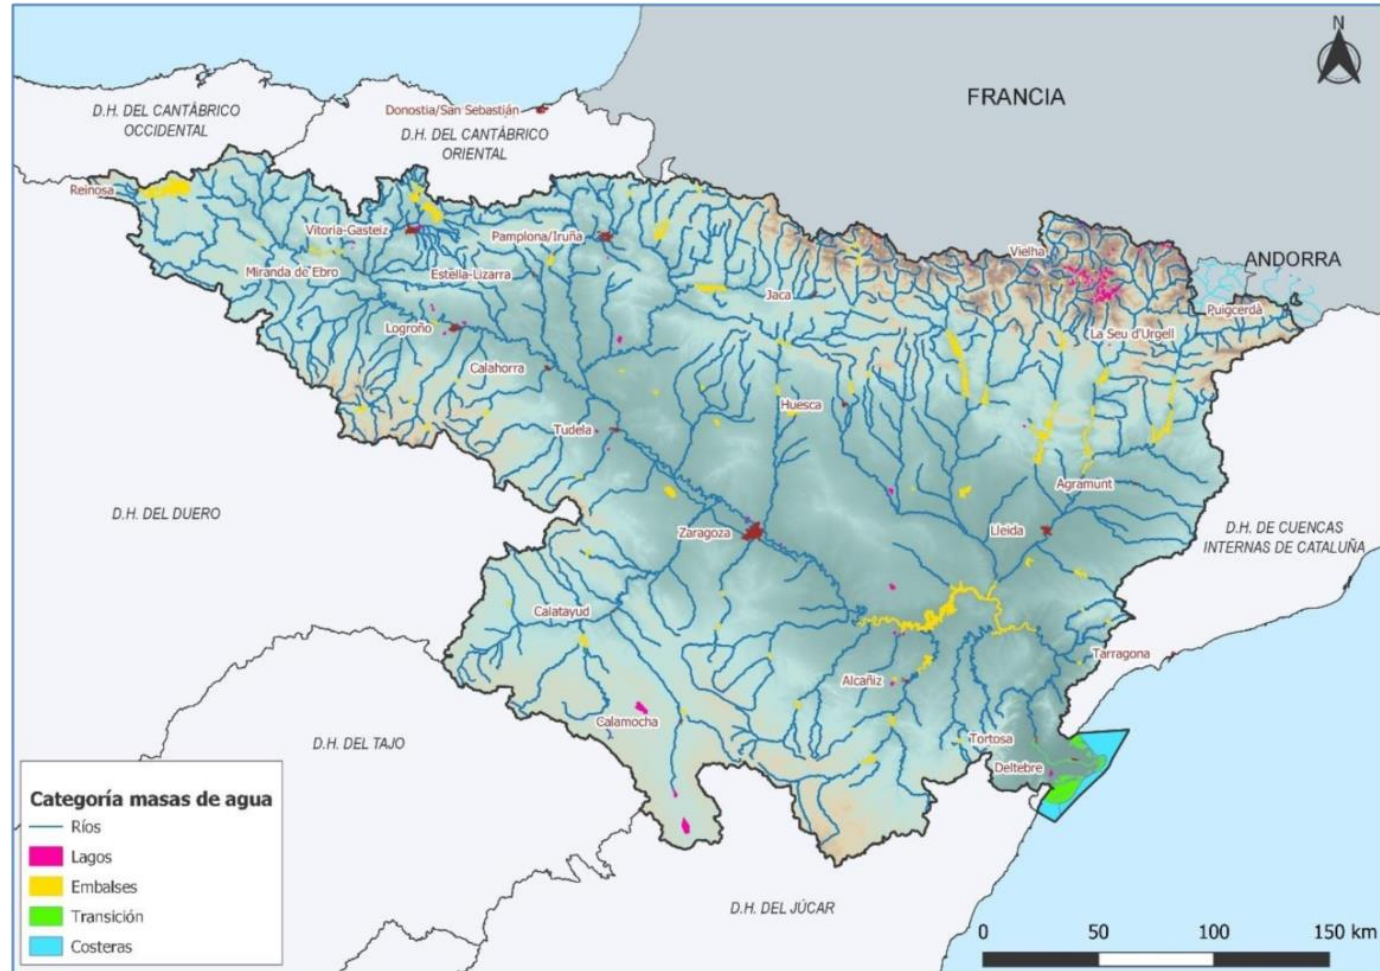 N
FRANCIA
D.H. DEL CANTÁBRICO
OCCIDENTAL
Donostia/San Sebastián
D.H. DEL CANTÁBRICO
ORIENTAL
Reinosa
Vitoria-Gasteiz
Pamplona/Iruña
Vielha
ANDORRA
Miranda de Ebro
Estella-Lizarra
Jaca
Puigcerdà
Logroño
La Seu d'Urgell
Calahorra
Huesca
Tudela
Agramunt
D.H. DEL DUERO
Zaragoza
Lleida
D.H. DE CUENCAS
INTERNAS DE CATALUÑA
Calatayud
Tarragona
Alcañiz
Calamocha
D.H. DEL TAJO
Tortosa
Deltebre
Categoría masas de agua
Ríos
Lagos
Embalses
Transición
Costeras
D.H. DEL JÚCAR
0 50 100 150 km